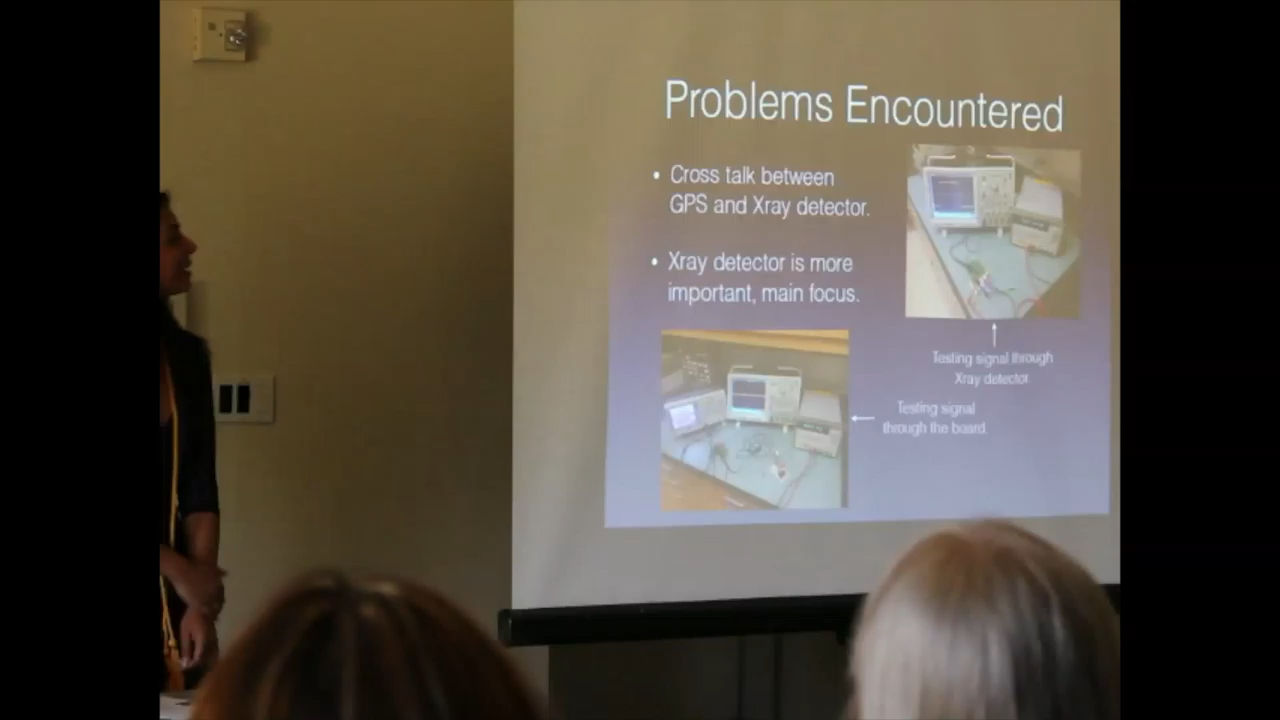 Problems Encountered
• Cross talk between
GPS and Xray detector.
• Xray detector is more
important, main focus.
Testing signal through
Xray detector.
Testing signal
through the board.